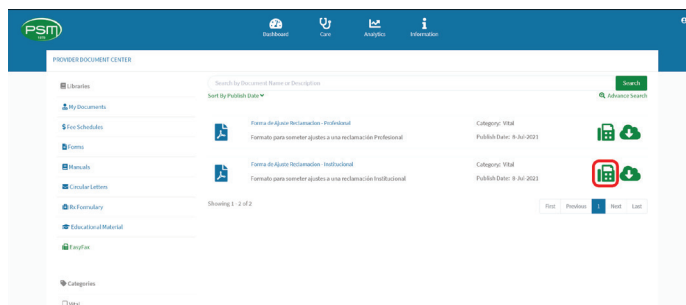 PSM
Dashboard
Care
Analytics
Information
PROVIDER DOCUMENT CENTER
Libraries
My Documents
Fee Schedules
Forms
Manuals
Circular Letters
Rx Formulary
Educational Material
EasyFax
Categories
Vital
Search by Document Name or Description
Search
Sort By Publish Date
Advance Search
Forma de Ajuste Reclamacion - Profesional
Formato para someter ajustes a una reclamación Profesional
Category: Vital
Publish Date: 9-Jul-2021
Forma de Ajuste Reclamacion - Institucional
Formato para someter ajustes a una reclamación Institucional
Category: Vital
Publish Date: 9-Jul-2021
Showing 1 - 2 of 2
First Previous 1 Next Last